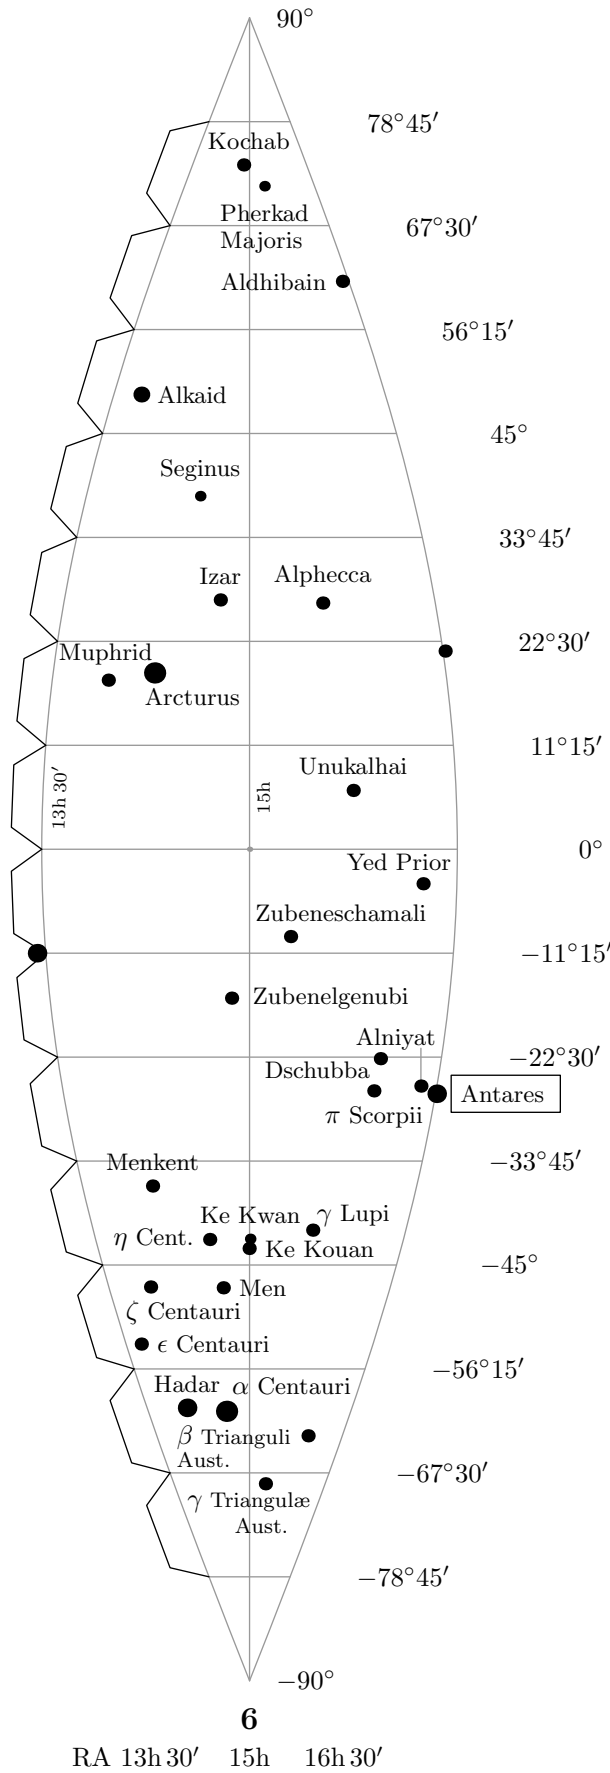 90°
78°45′
Kochab
Pherkad
Majoris
67°30′
Aldhibain
56°15′
Alkaid
45°
Seginus
33°45′
Izar
Alphecca
22°30′
Muphrid
Arcturus
11°15′
Unukalhai
13h 30′
15h
0°
Yed Prior
Zubeneschamali
−11°15′
Zubenelgenubi
Alniyat
−22°30′
Dschubba
Antares
π Scorpii
−33°45′
Menkent
Ke Kwan
γ Lupi
η Cent.
Ke Kouan
−45°
Men
ζ Centauri
ϵ Centauri
−56°15′
Hadar
α Centauri
β Trianguli
Aust.
−67°30′
γ Triangulæ
Aust.
−78°45′
−90°
6
RA 13h 30′ 15h 16h 30′